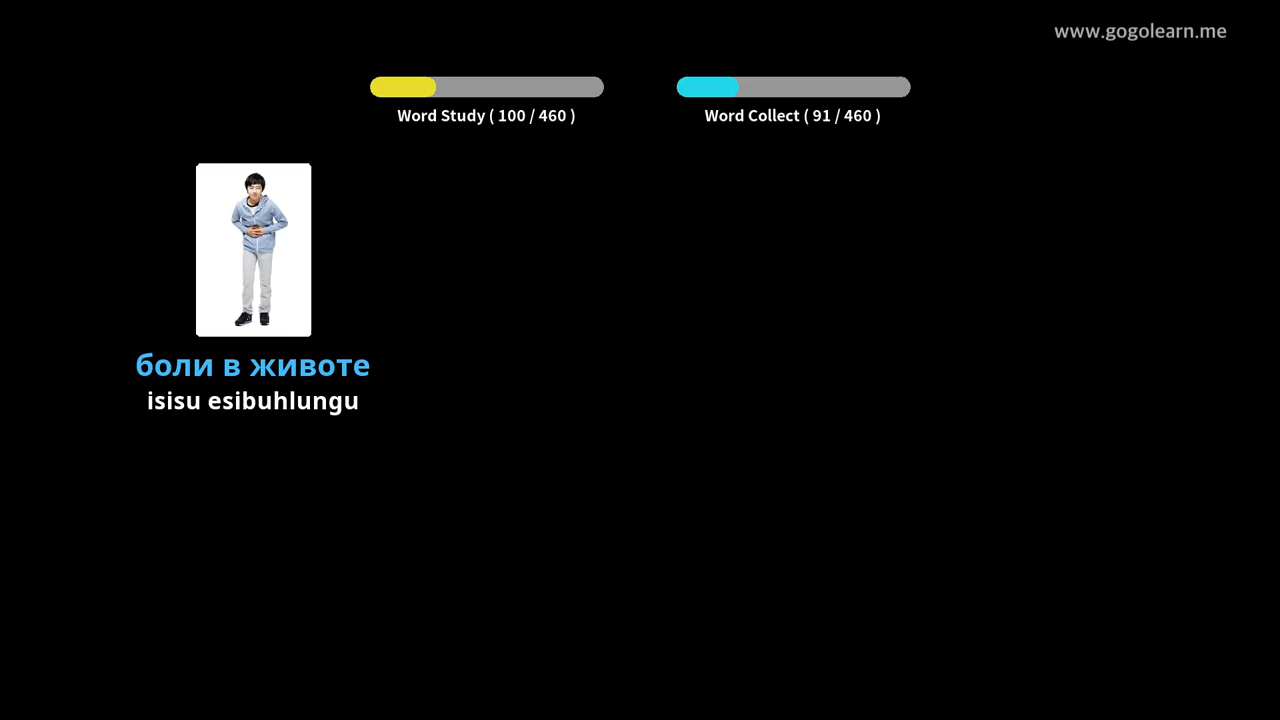 www.gogolearn.me
Word Study ( 100 / 460 )
Word Collect ( 91 / 460 )
боли в животе
isisu esibuhlungu